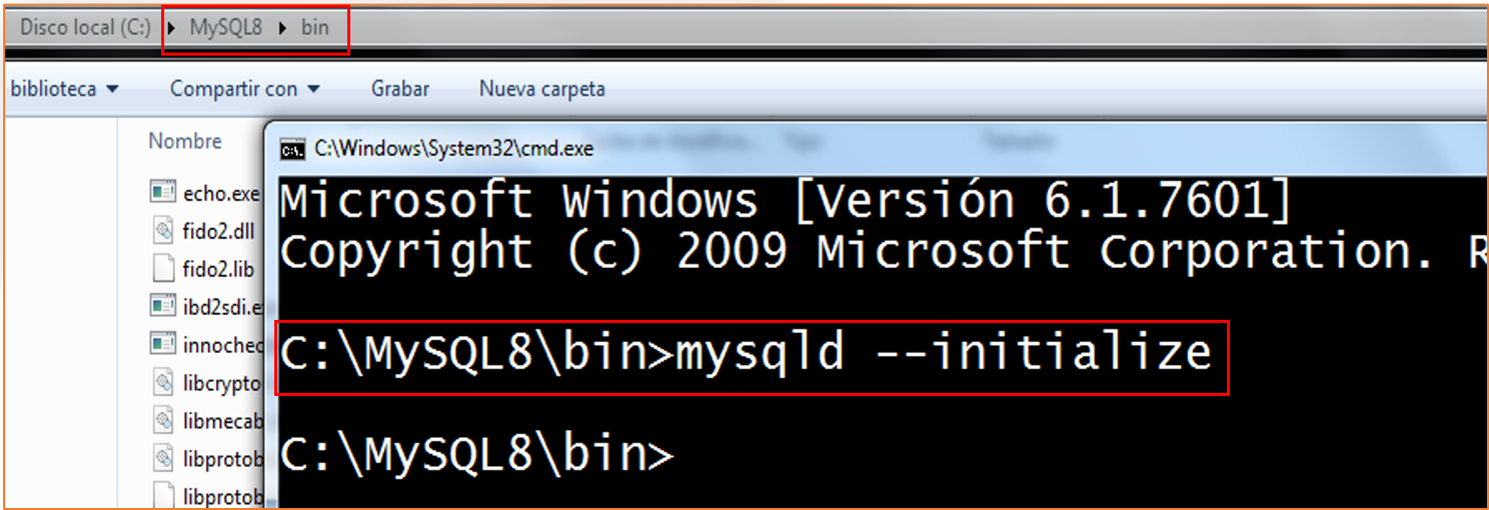 Disco local (C:) MySQL8 bin
biblioteca Compartir con Grabar Nueva carpeta
Nombre
C:\Windows\System32\cmd.exe
echo.exe
fido2.dll
fido2.lib
ibd2sdi.e
innochec
libcrypto
libmecab
libprotob
libprotob
Microsoft Windows [Versión 6.1.7601]
Copyright (c) 2009 Microsoft Corporation. R
C:\MySQL8\bin>mysqld --initialize
C:\MySQL8\bin>